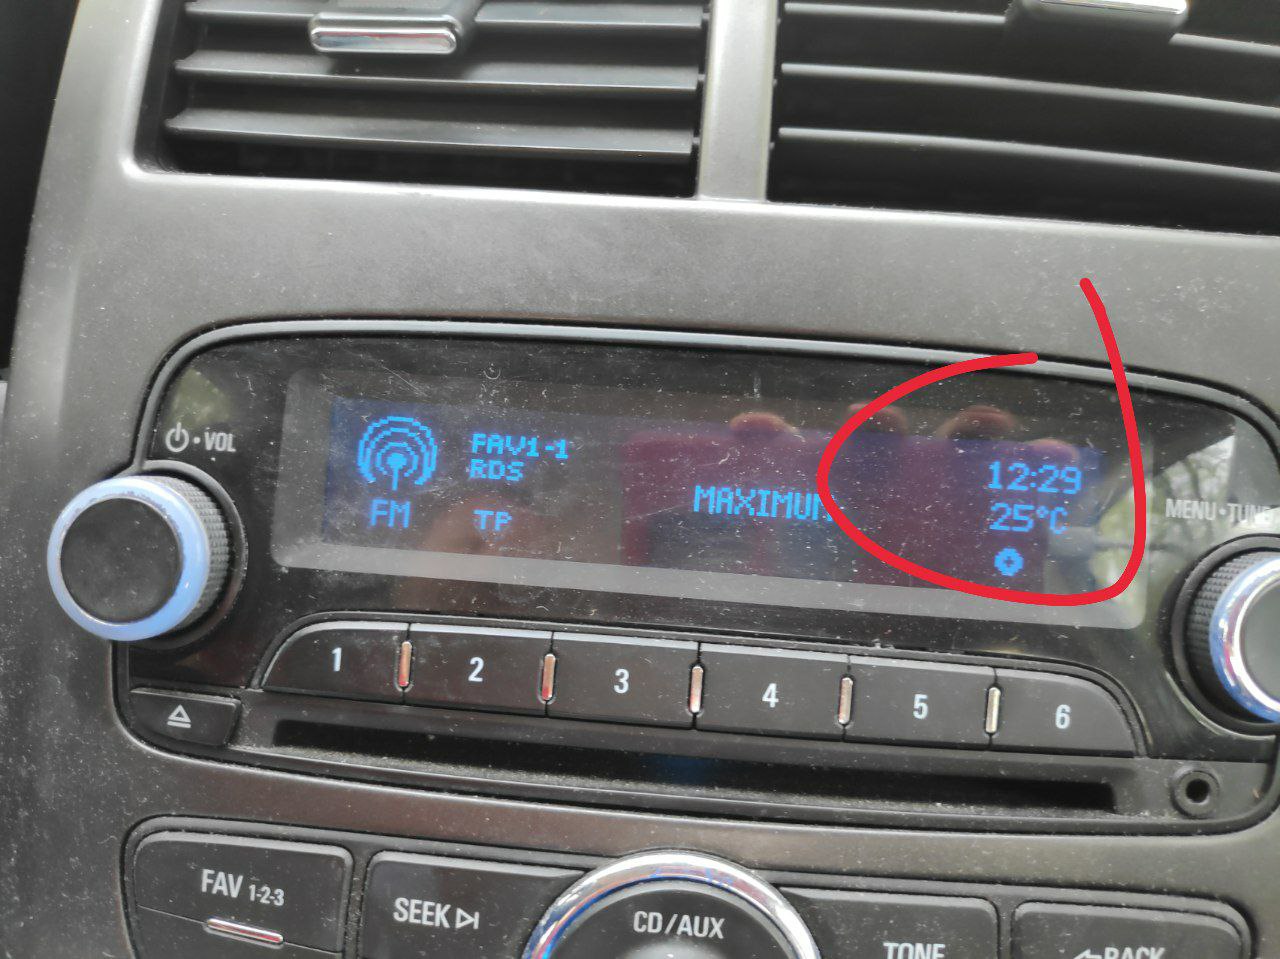 ⏻•VOL
FAV1-1
RDS
FM
TP
MAXIMUM
12:29
25°C
MENU•TUNE
1
2
3
4
5
6
FAV 1-2-3
SEEK
CD/AUX
TONE
BACK